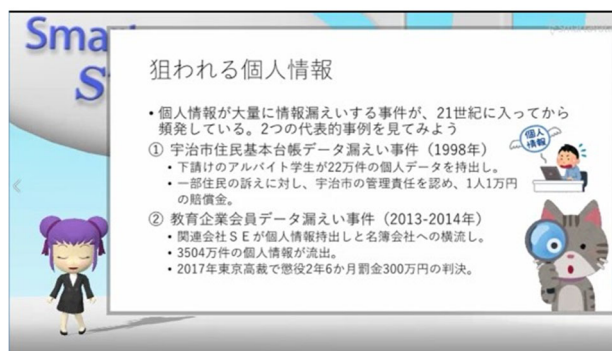 Sma
S
狙われる個人情報
• 個人情報が大量に情報漏えいする事件が、21世紀に入ってから
頻発している。2つの代表的事例を見てみよう
① 宇治市住民基本台帳データ漏えい事件（1998年）
• 下請けのアルバイト学生が22万件の個人データを持出し。
• 一部住民の訴えに対し、宇治市の管理責任を認め、1人1万円
の賠償金。
② 教育企業会員データ漏えい事件（2013-2014年）
• 関連会社ＳＥが個人情報持出しと名簿会社への横流し。
• 3504万件の個人情報が流出。
• 2017年東京高裁で懲役2年6か月罰金300万円の判決。
個人
情報